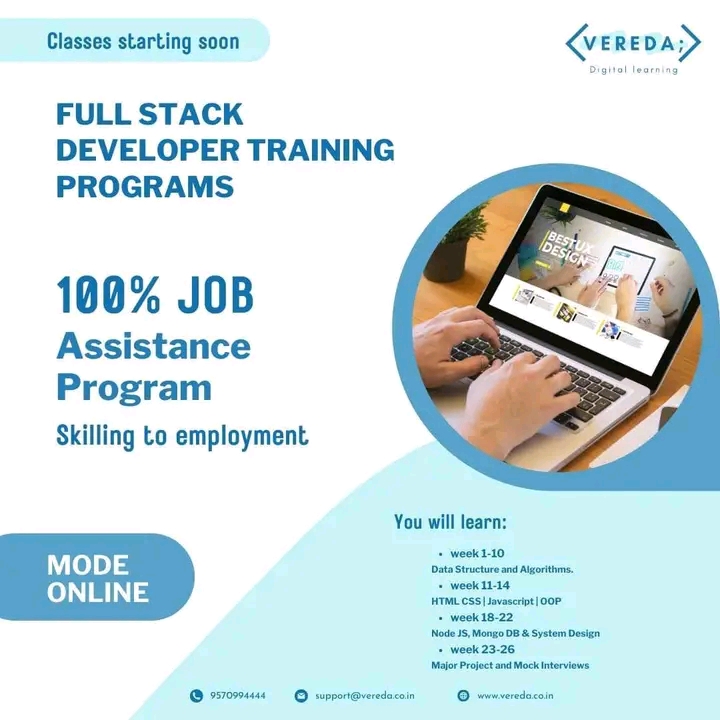 Classes starting soon
<VEREDA;>
Digital learning
FULL STACK
DEVELOPER TRAINING
PROGRAMS
BESTUX
DESIGN
100% JOB
Assistance
Program
Skilling to employment
MODE
ONLINE
You will learn:
• week 1-10
Data Structure and Algorithms.
• week 11-14
HTML CSS | Javascript | OOP
• week 18-22
Node JS, Mongo DB & System Design
• week 23-26
Major Project and Mock Interviews
9570994444
support@vereda.co.in
www.vereda.co.in